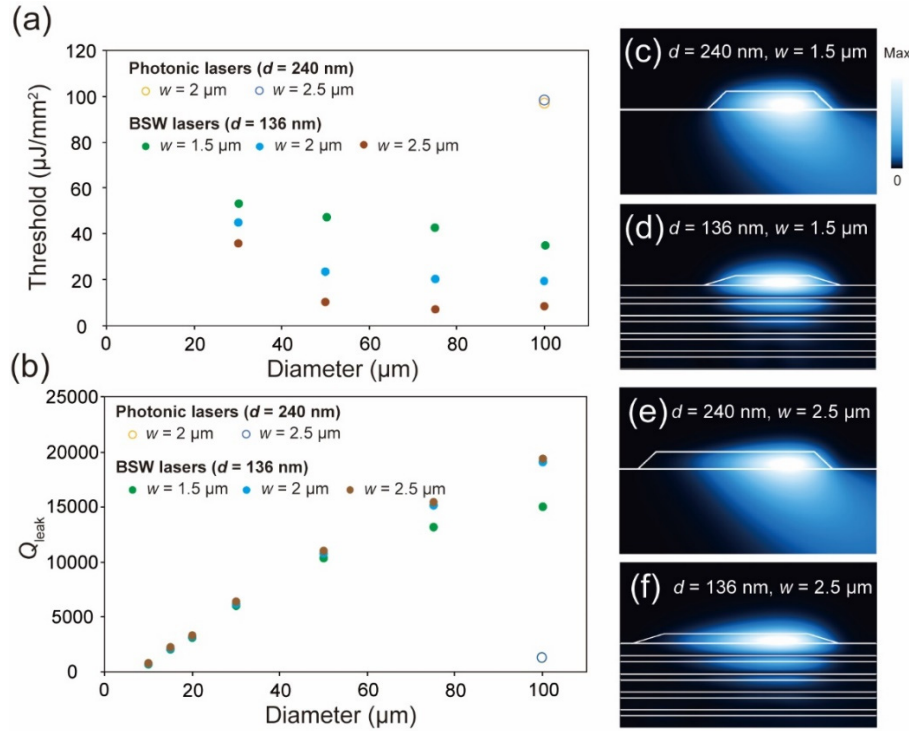 (a)
120
100
80
60
40
20
0
Threshold (µJ/mm²)
Photonic lasers (d = 240 nm)
w = 2 µm w = 2.5 µm
BSW lasers (d = 136 nm)
w = 1.5 µm w = 2 µm w = 2.5 µm
0 20 40 60 80 100
Diameter (µm)
(b)
25000
20000
15000
10000
5000
0
Qleak
Photonic lasers (d = 240 nm)
w = 2 µm w = 2.5 µm
BSW lasers (d = 136 nm)
w = 1.5 µm w = 2 µm w = 2.5 µm
0 20 40 60 80 100
Diameter (µm)
(c) d = 240 nm, w = 1.5 µm
Max
0
(d) d = 136 nm, w = 1.5 µm
(e) d = 240 nm, w = 2.5 µm
(f) d = 136 nm, w = 2.5 µm